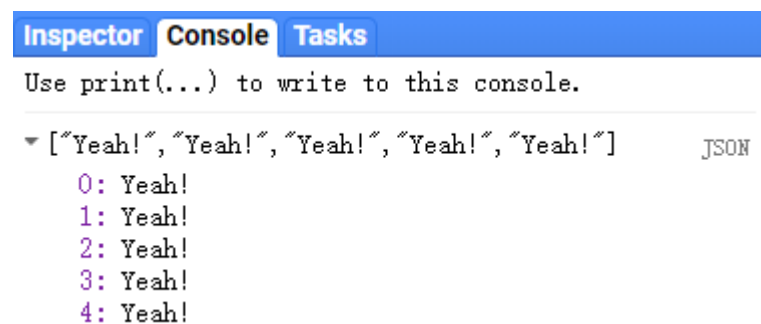 Inspector Console Tasks
Use print(...) to write to this console.
["Yeah!","Yeah!","Yeah!","Yeah!","Yeah!"] JSON
0: Yeah!
1: Yeah!
2: Yeah!
3: Yeah!
4: Yeah!